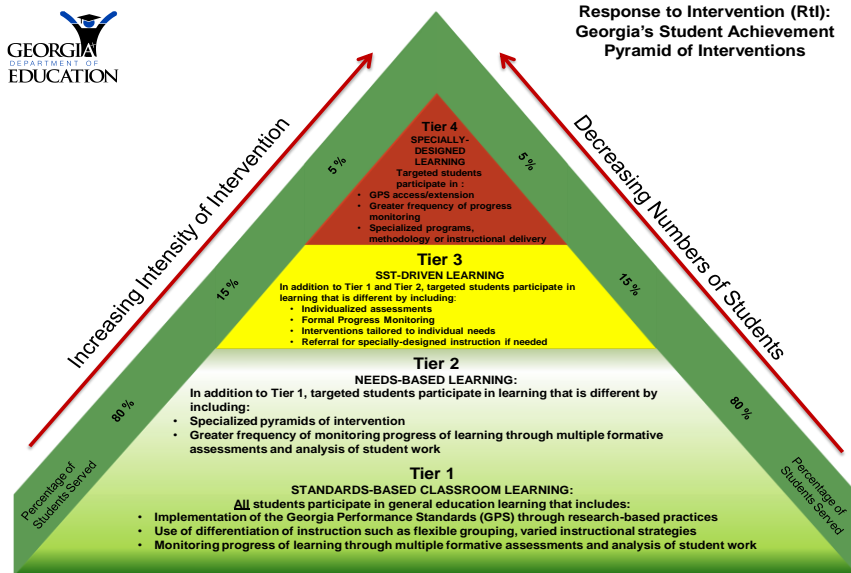 GEORGIA
DEPARTMENT OF
EDUCATION
Response to Intervention (RtI):
Georgia's Student Achievement
Pyramid of Interventions
Increasing Intensity of Intervention
Decreasing Numbers of Students
5 %
5 %
Tier 4
SPECIALLY-
DESIGNED
LEARNING
Targeted students
participate in :
• GPS access/extension
• Greater frequency of progress
monitoring
• Specialized programs,
methodology or instructional delivery
15 %
15 %
Tier 3
SST-DRIVEN LEARNING
In addition to Tier 1 and Tier 2, targeted students participate in
learning that is different by including:
• Individualized assessments
• Formal Progress Monitoring
• Interventions tailored to individual needs
• Referral for specially-designed instruction if needed
80 %
80 %
Tier 2
NEEDS-BASED LEARNING:
In addition to Tier 1, targeted students participate in learning that is different by
including:
• Specialized pyramids of intervention
• Greater frequency of monitoring progress of learning through multiple formative
assessments and analysis of student work
Percentage of
Students Served
Percentage of
Students Served
Tier 1
STANDARDS-BASED CLASSROOM LEARNING:
All students participate in general education learning that includes:
• Implementation of the Georgia Performance Standards (GPS) through research-based practices
• Use of differentiation of instruction such as flexible grouping, varied instructional strategies
• Monitoring progress of learning through multiple formative assessments and analysis of student work